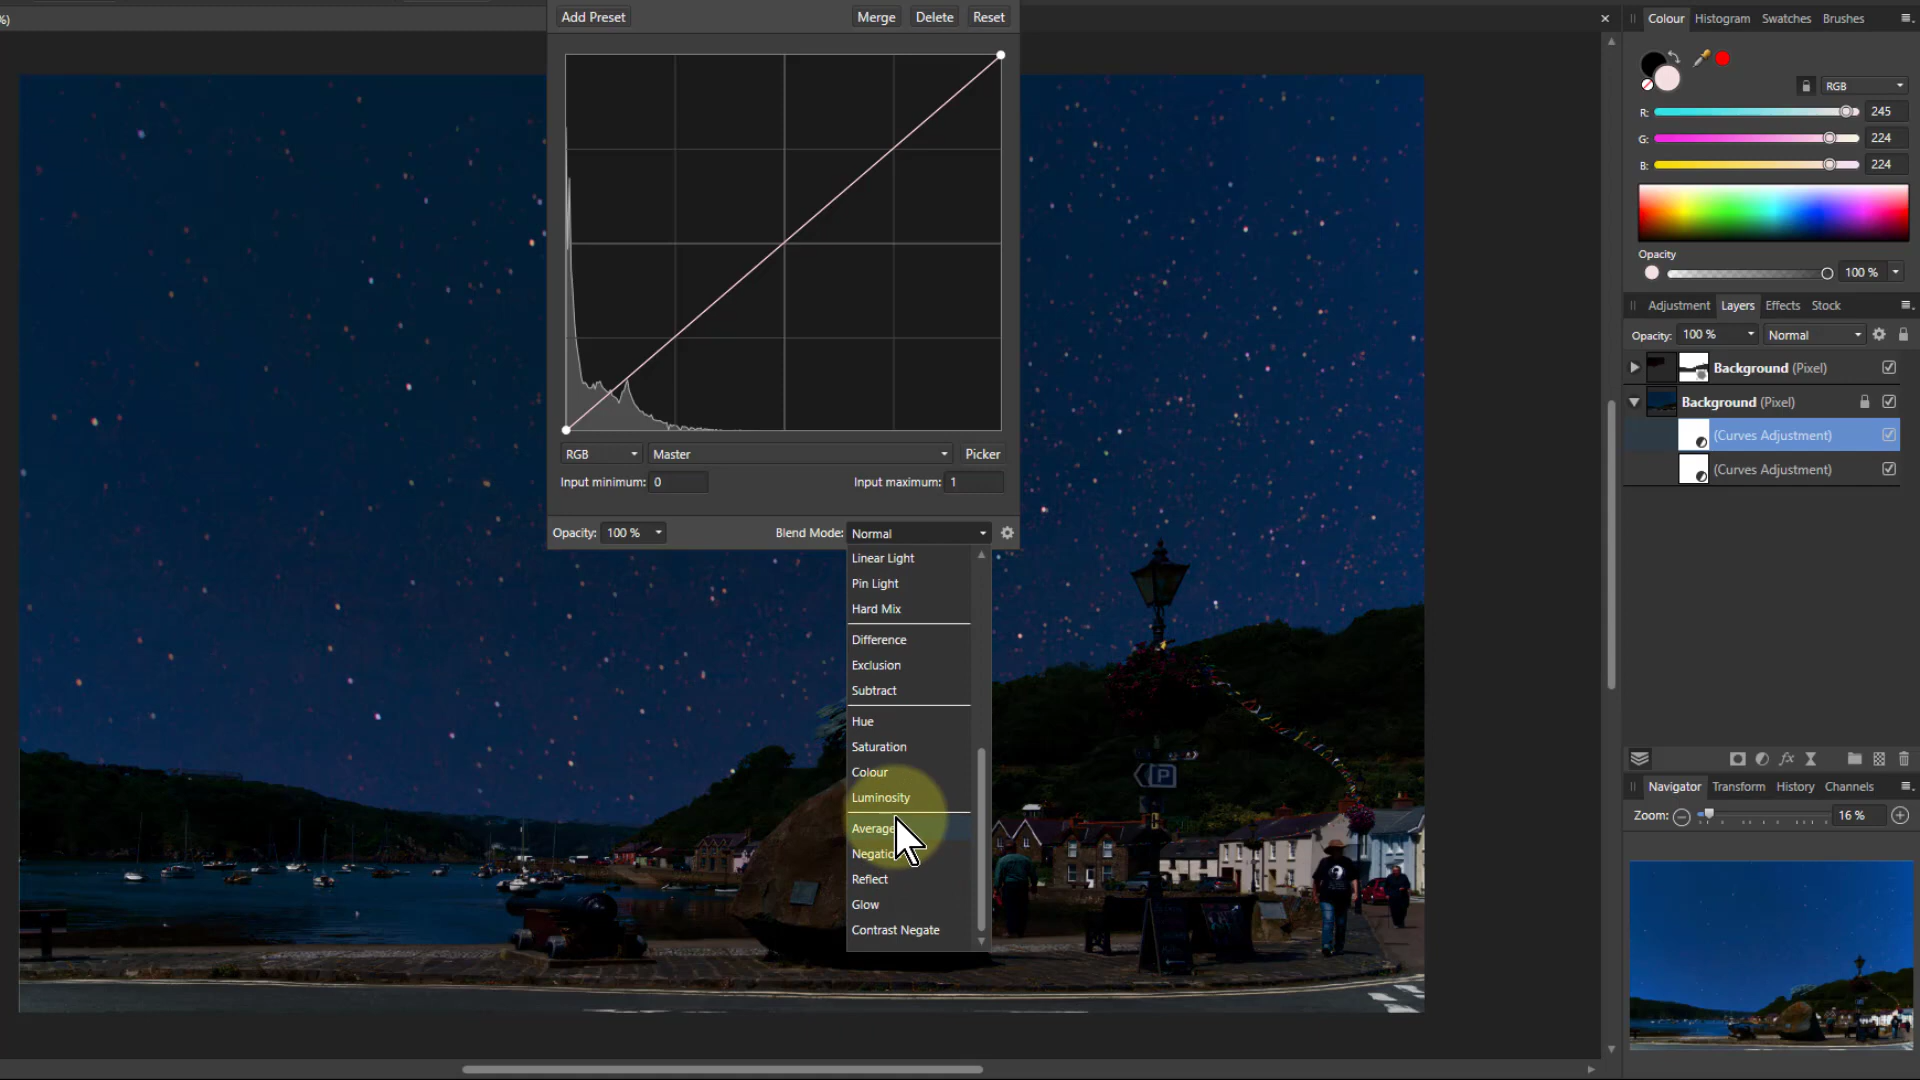 %)
Add Preset
Merge
Delete
Reset
RGB
Master
Picker
Input minimum: 0
Input maximum: 1
Opacity: 100 %
Blend Mode: Normal
Linear Light
Pin Light
Hard Mix
Difference
Exclusion
Subtract
Hue
Saturation
Colour
Luminosity
Average
Negatio
Reflect
Glow
Contrast Negate
P
Colour Histogram Swatches Brushes
RGB
R: 245
G: 224
B: 224
Opacity
100 %
Adjustment Layers Effects Stock
Opacity: 100 % Normal
Background (Pixel)
Background (Pixel)
(Curves Adjustment)
(Curves Adjustment)
fx
Navigator Transform History Channels
Zoom: 16 %